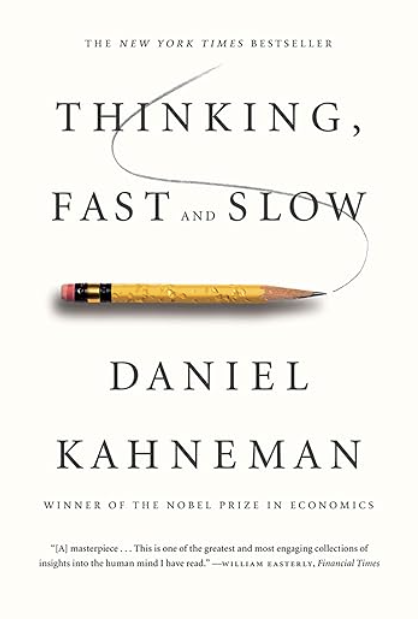 THE NEW YORK TIMES BESTSELLER
THINKING,
FAST AND SLOW
DANIEL
KAHNEMAN
WINNER OF THE NOBEL PRIZE IN ECONOMICS
“[A] masperpiece . . . This is one of the greatest and most engaging collections of
insights into the human mind I have read.” —WILLIAM EASTERLY, Financial Times